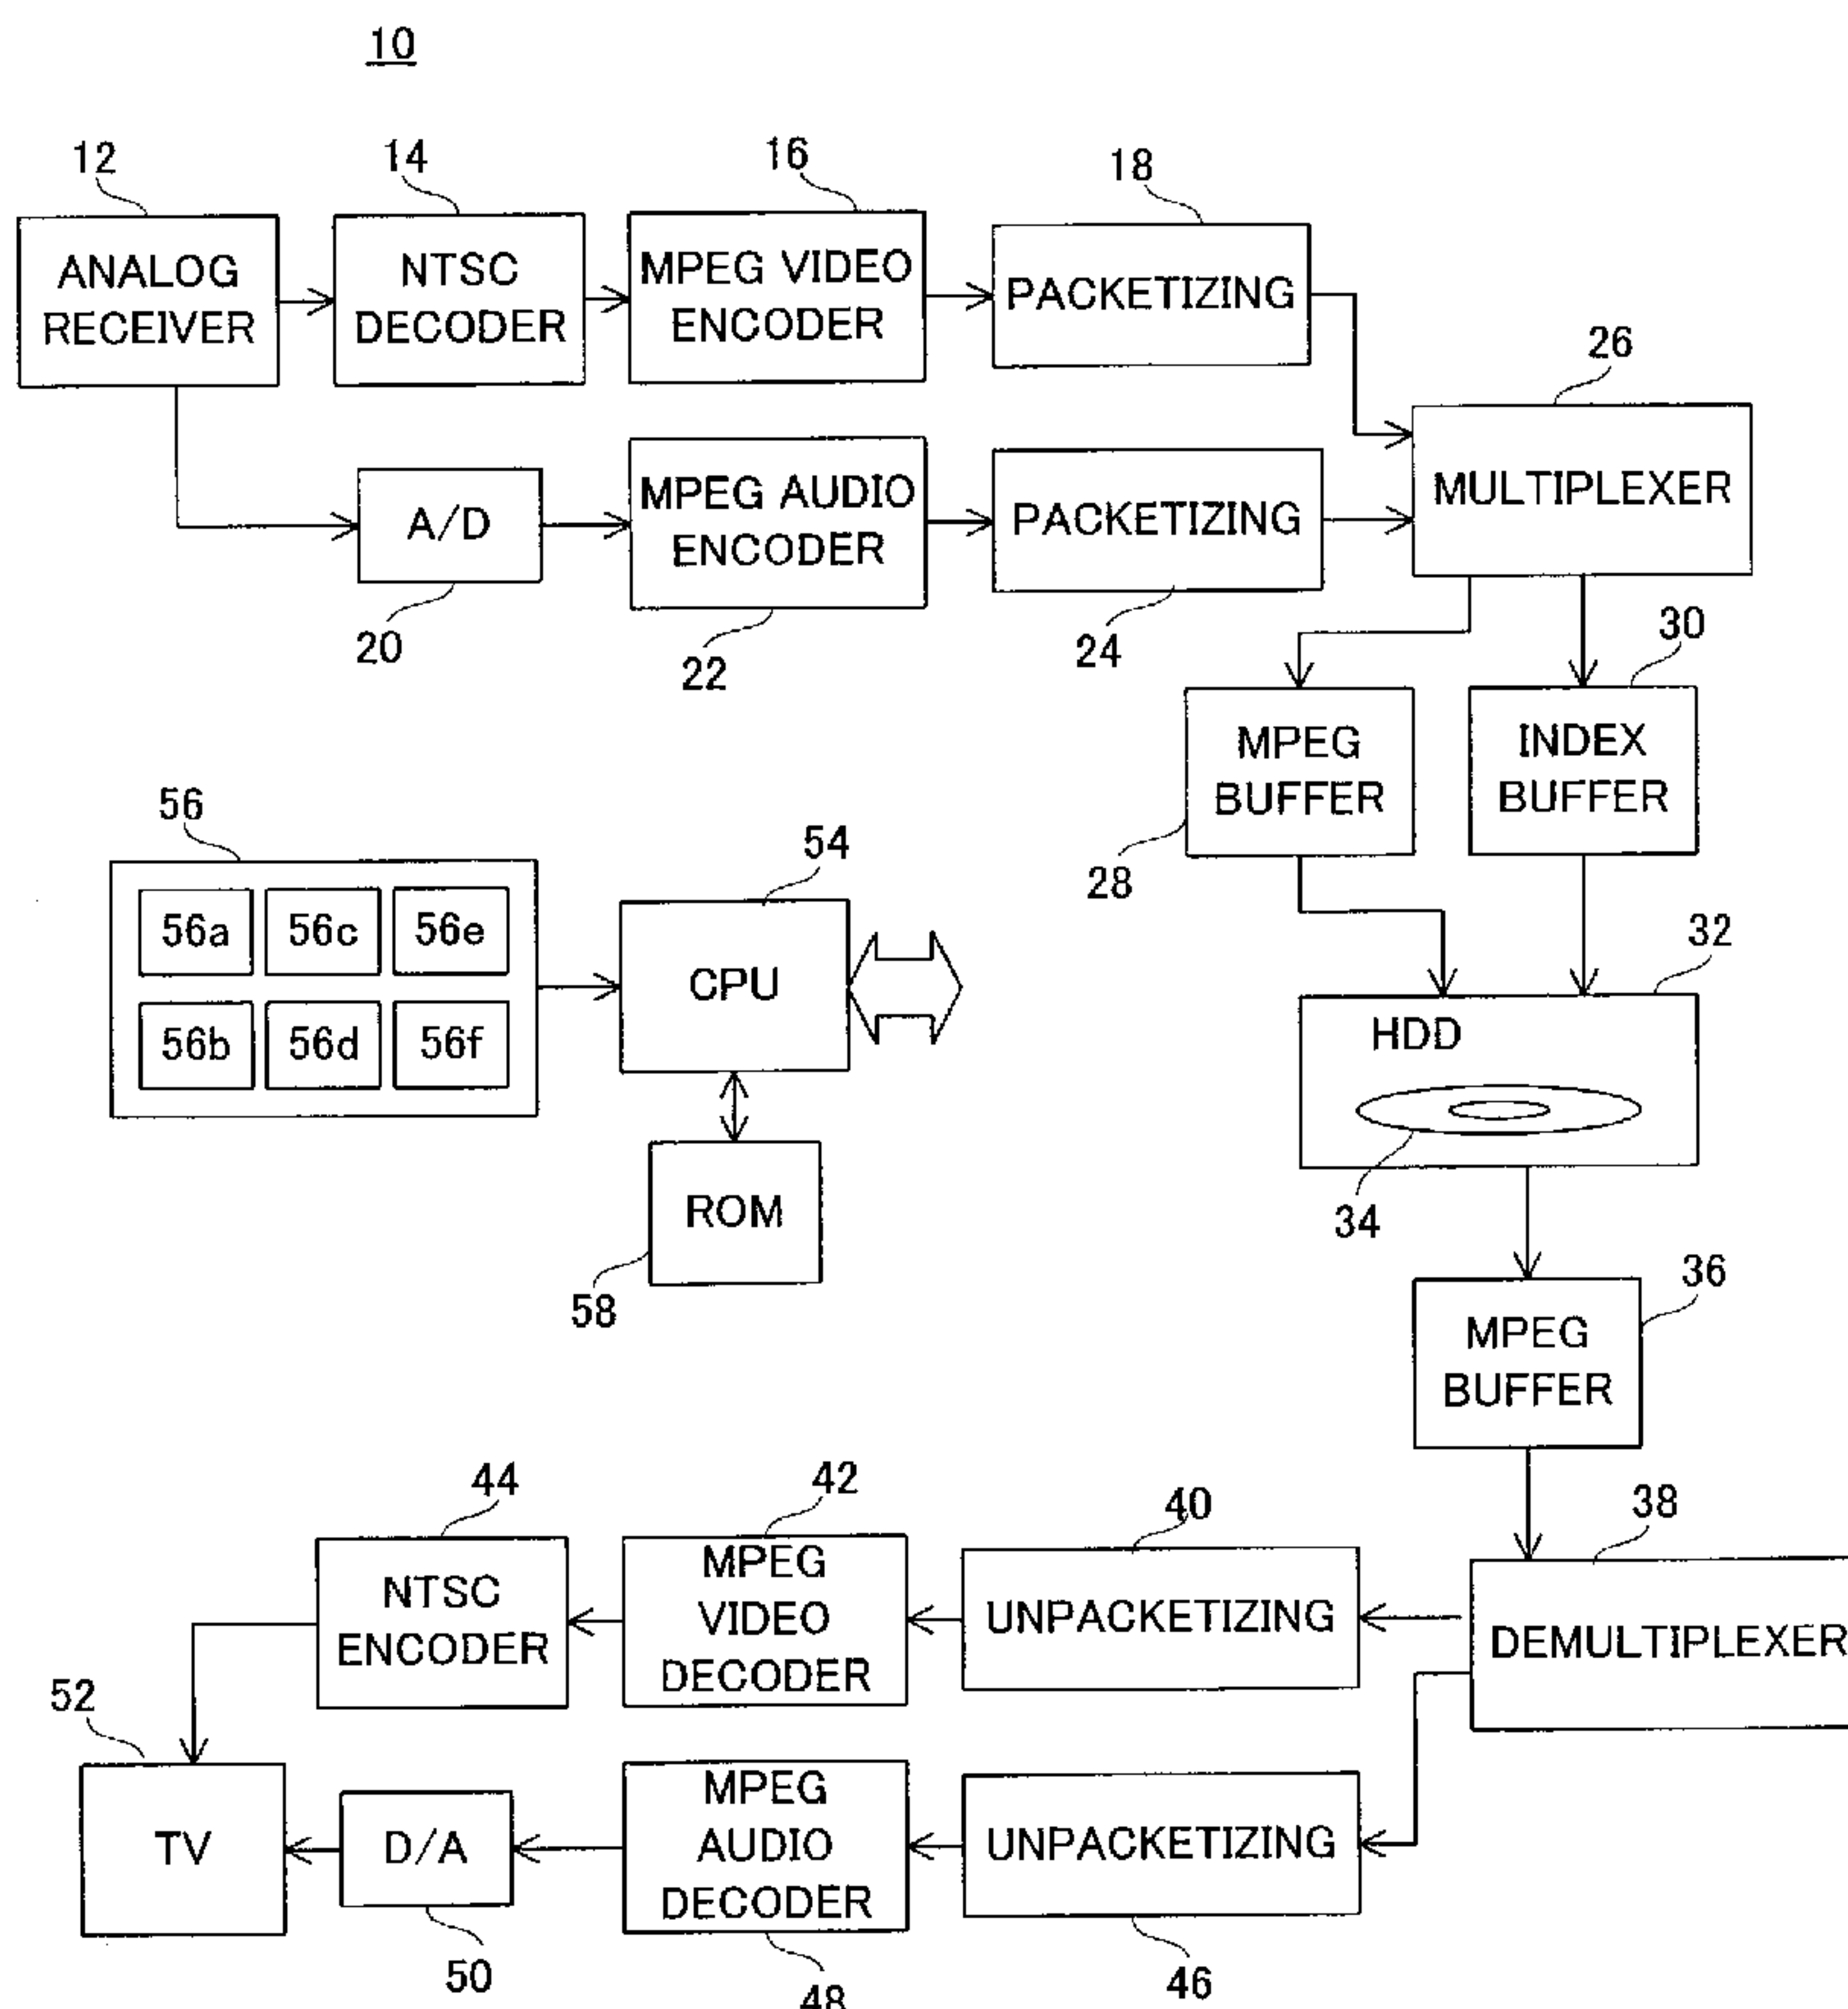 10
12
14
16
18
ANALOG
RECEIVER
NTSC
DECODER
MPEG VIDEO
ENCODER
PACKETIZING
26
MULTIPLEXER
A/D
MPEG AUDIO
ENCODER
PACKETIZING
20
22
24
30
MPEG
BUFFER
INDEX
BUFFER
28
56
54
56a
56c
56e
56b
56d
56f
CPU
32
HDD
34
ROM
58
36
MPEG
BUFFER
44
42
40
38
NTSC
ENCODER
MPEG
VIDEO
DECODER
UNPACKETIZING
DEMULTIPLEXER
52
TV
D/A
MPEG
AUDIO
DECODER
UNPACKETIZING
50
48
46